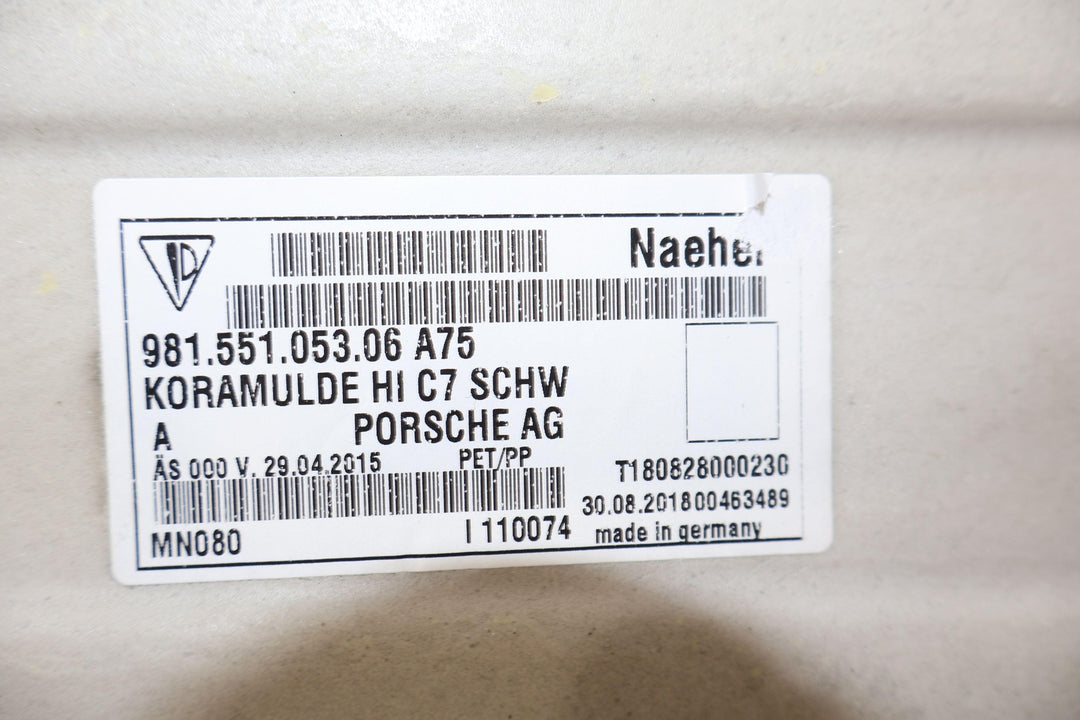 Naeher
981.551.053.06 A75
KORAMULDE HI C7 SCHW
A PORSCHE AG
ÄS 000 V. 29.04.2015 PET/PP
T180828000230
30.08.201800463489
MN080 I 110074 made in germany